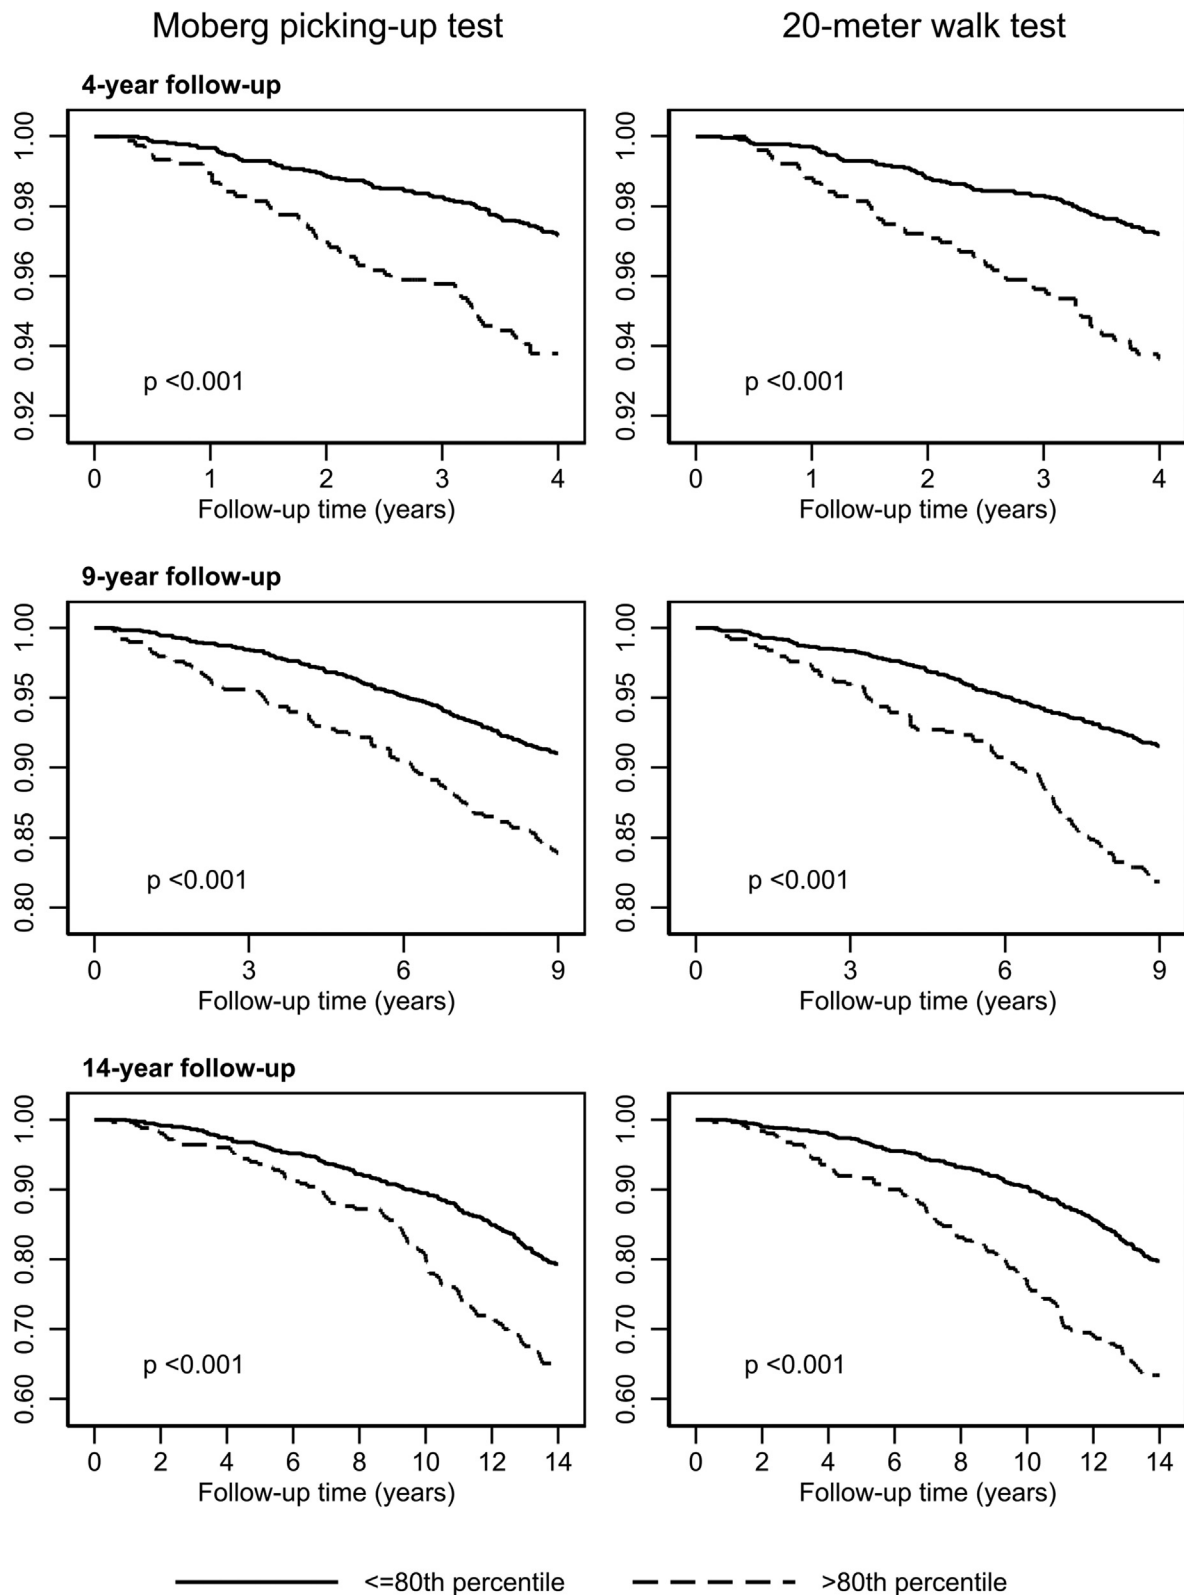 Moberg picking-up test
20-meter walk test
4-year follow-up
1.00
0.98
0.96
0.94
0.92
p <0.001
0 1 2 3 4
Follow-up time (years)
1.00
0.98
0.96
0.94
0.92
p <0.001
0 1 2 3 4
Follow-up time (years)
9-year follow-up
1.00
0.95
0.90
0.85
0.80
p <0.001
0 3 6 9
Follow-up time (years)
1.00
0.95
0.90
0.85
0.80
p <0.001
0 3 6 9
Follow-up time (years)
14-year follow-up
1.00
0.90
0.80
0.70
0.60
p <0.001
0 2 4 6 8 10 12 14
Follow-up time (years)
1.00
0.90
0.80
0.70
0.60
p <0.001
0 2 4 6 8 10 12 14
Follow-up time (years)
<=80th percentile
>80th percentile